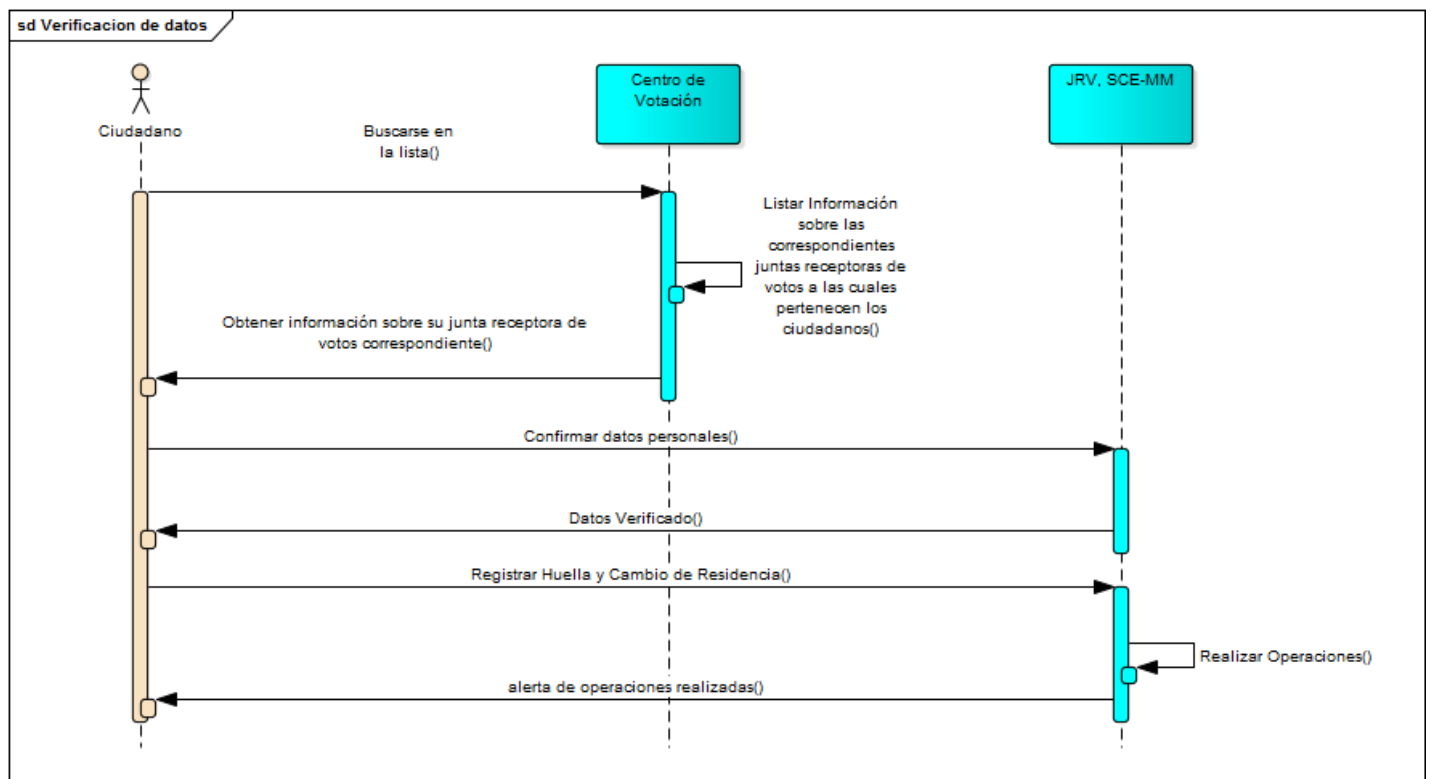 sd Verificacion de datos
Ciudadano
Centro de
Votación
JRV, SCE-MM
Buscarse en
la lista()
Listar Información
sobre las
correspondientes
juntas receptoras de
votos a las cuales
pertenecen los
ciudadanos()
Obtener información sobre su junta receptora de
votos correspondiente()
Confirmar datos personales()
Datos Verificado()
Registrar Huella y Cambio de Residencia()
Realizar Operaciones()
alerta de operaciones realizadas()